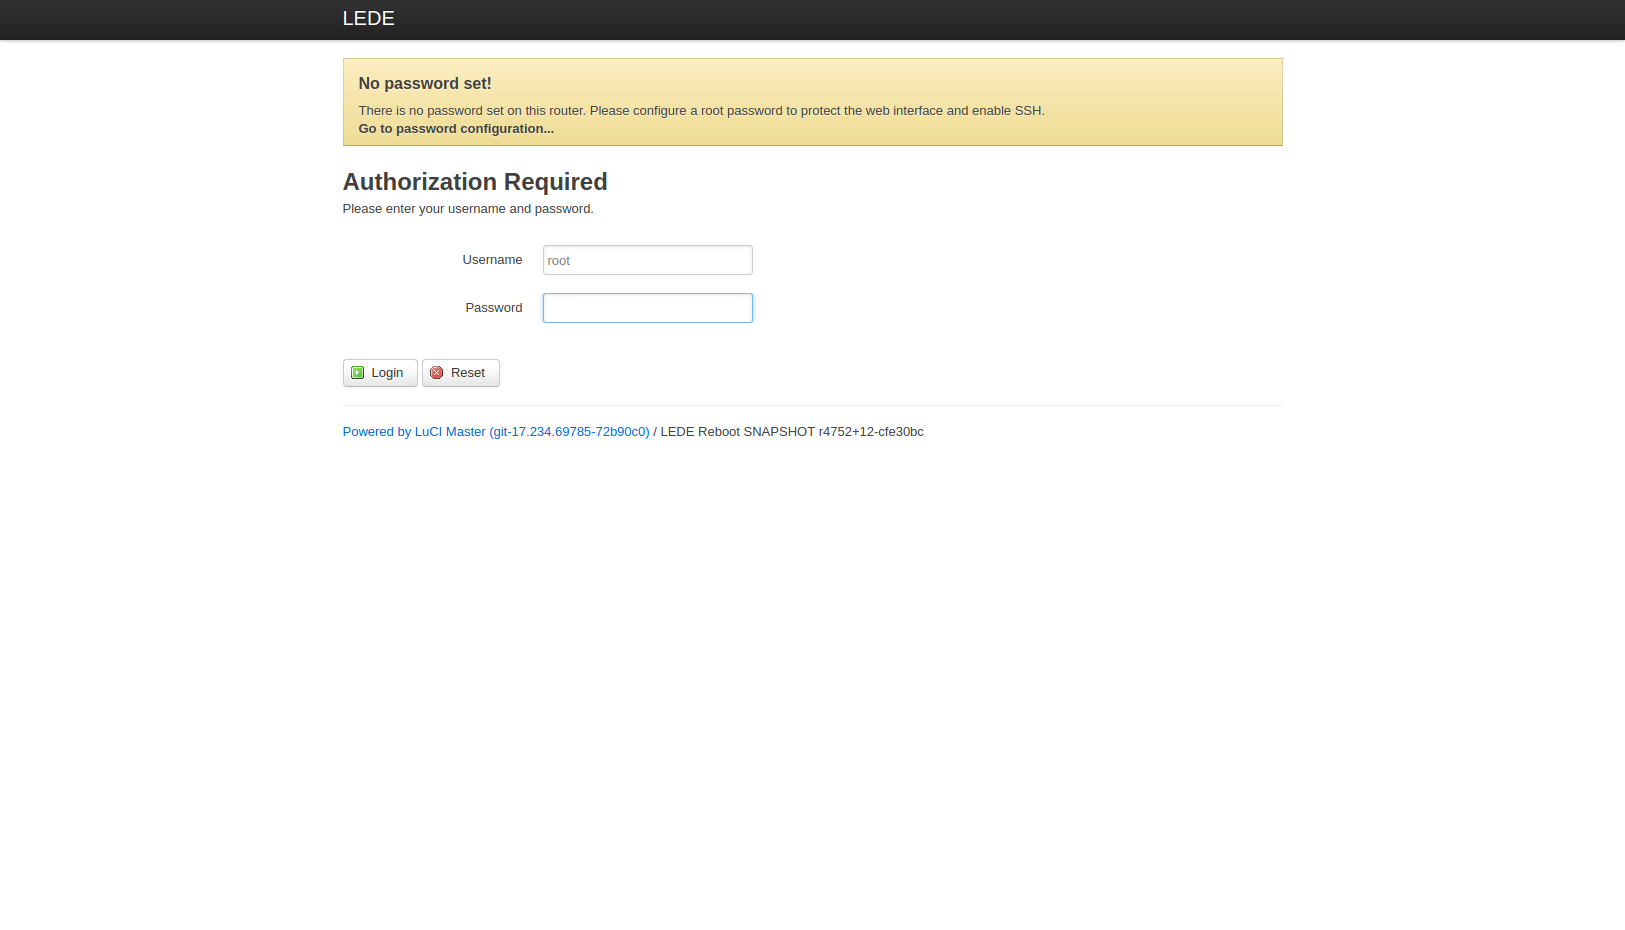 LEDE
No password set!
There is no password set on this router. Please configure a root password to protect the web interface and enable SSH.
Go to password configuration...
Authorization Required
Please enter your username and password.
Username root
Password
Login Reset
Powered by LuCI Master (git-17.234.69785-72b90c0) / LEDE Reboot SNAPSHOT r4752+12-cfe30bc